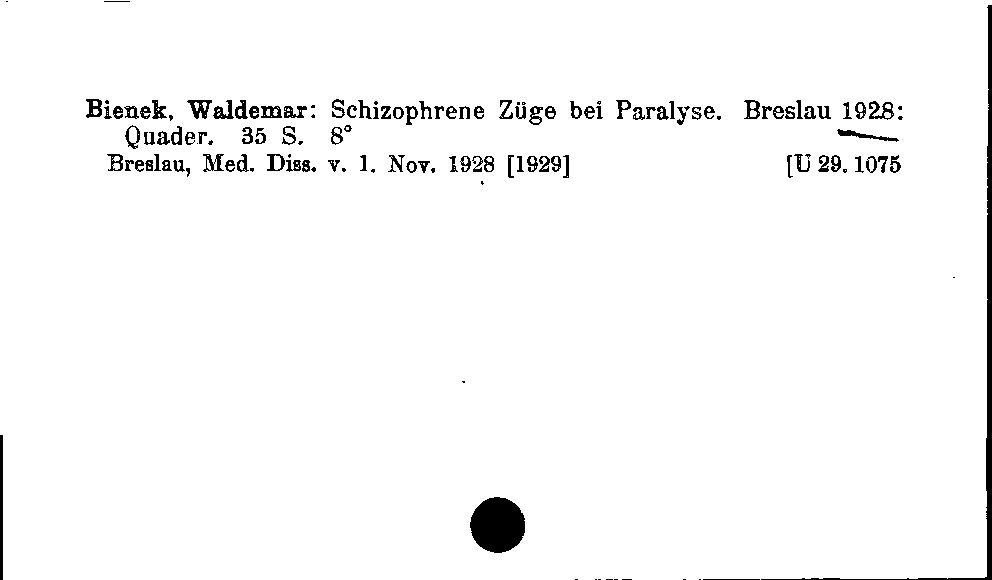 Bienek, Waldemar: Schizophrene Züge bei Paralyse. Breslau 1928:
Quader. 35 S. 8°
Breslau, Med. Diss. v. 1. Nov. 1928 [1929] [U 29. 1075